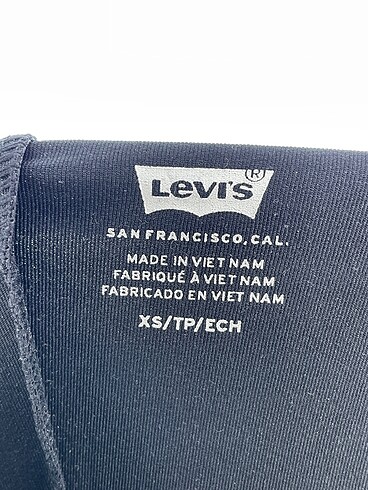 Levi's ®
SAN FRANCISCO, CAL.
MADE IN VIET NAM
FABRIQUÉ À VIET NAM
FABRICADO EN VIET NAM
XS/TP/ECH